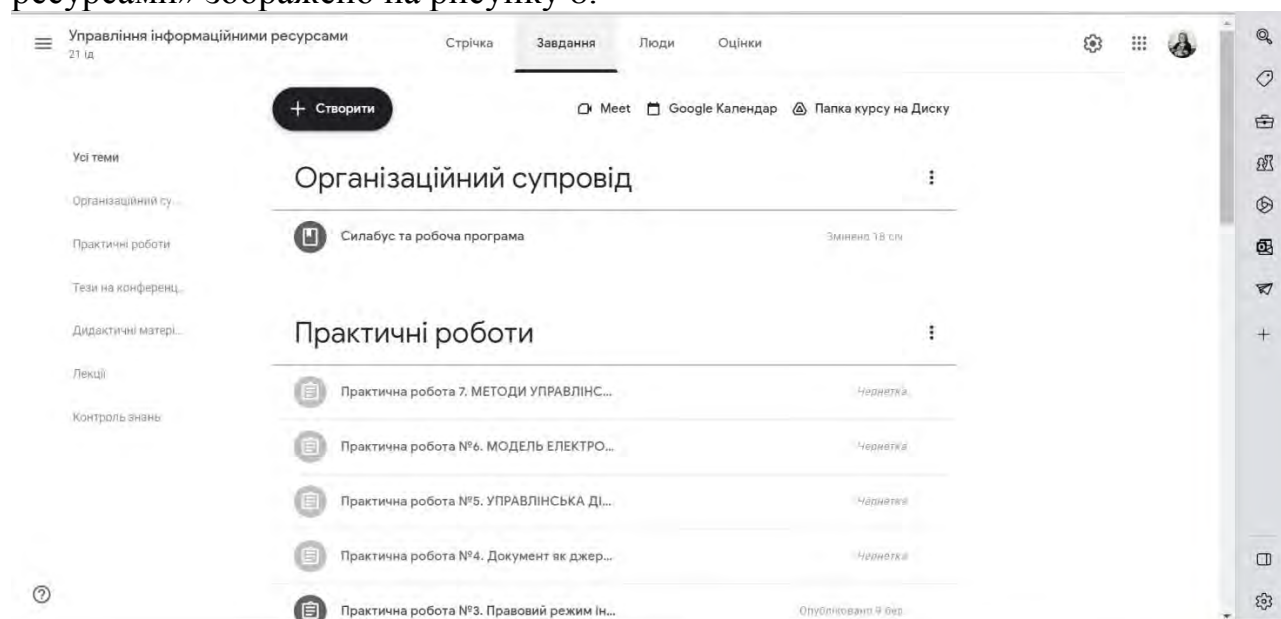 ресурсами» зображено на рисунку 6.
Управління інформаційними ресурсами
21 ід
Стрічка Завдання Люди Оцінки
+ Створити
Meet Google Календар Папка курсу на Диску
Усі теми
Організаційний су...
Практичні роботи
Тези на конференц...
Дидактичні матері...
Лекції
Контроль знань
Організаційний супровід
Силабус та робоча програма Змінено 18 січ.
Практичні роботи
Практична робота 7. МЕТОДИ УПРАВЛІНС... Чернетка
Практична робота №6. МОДЕЛЬ ЕЛЕКТРО... Чернетка
Практична робота №5. УПРАВЛІНСЬКА ДІ... Чернетка
Практична робота №4. Документ як джер... Чернетка
Практична робота №3. Правовий режим ін... Опубліковано 9 бер.